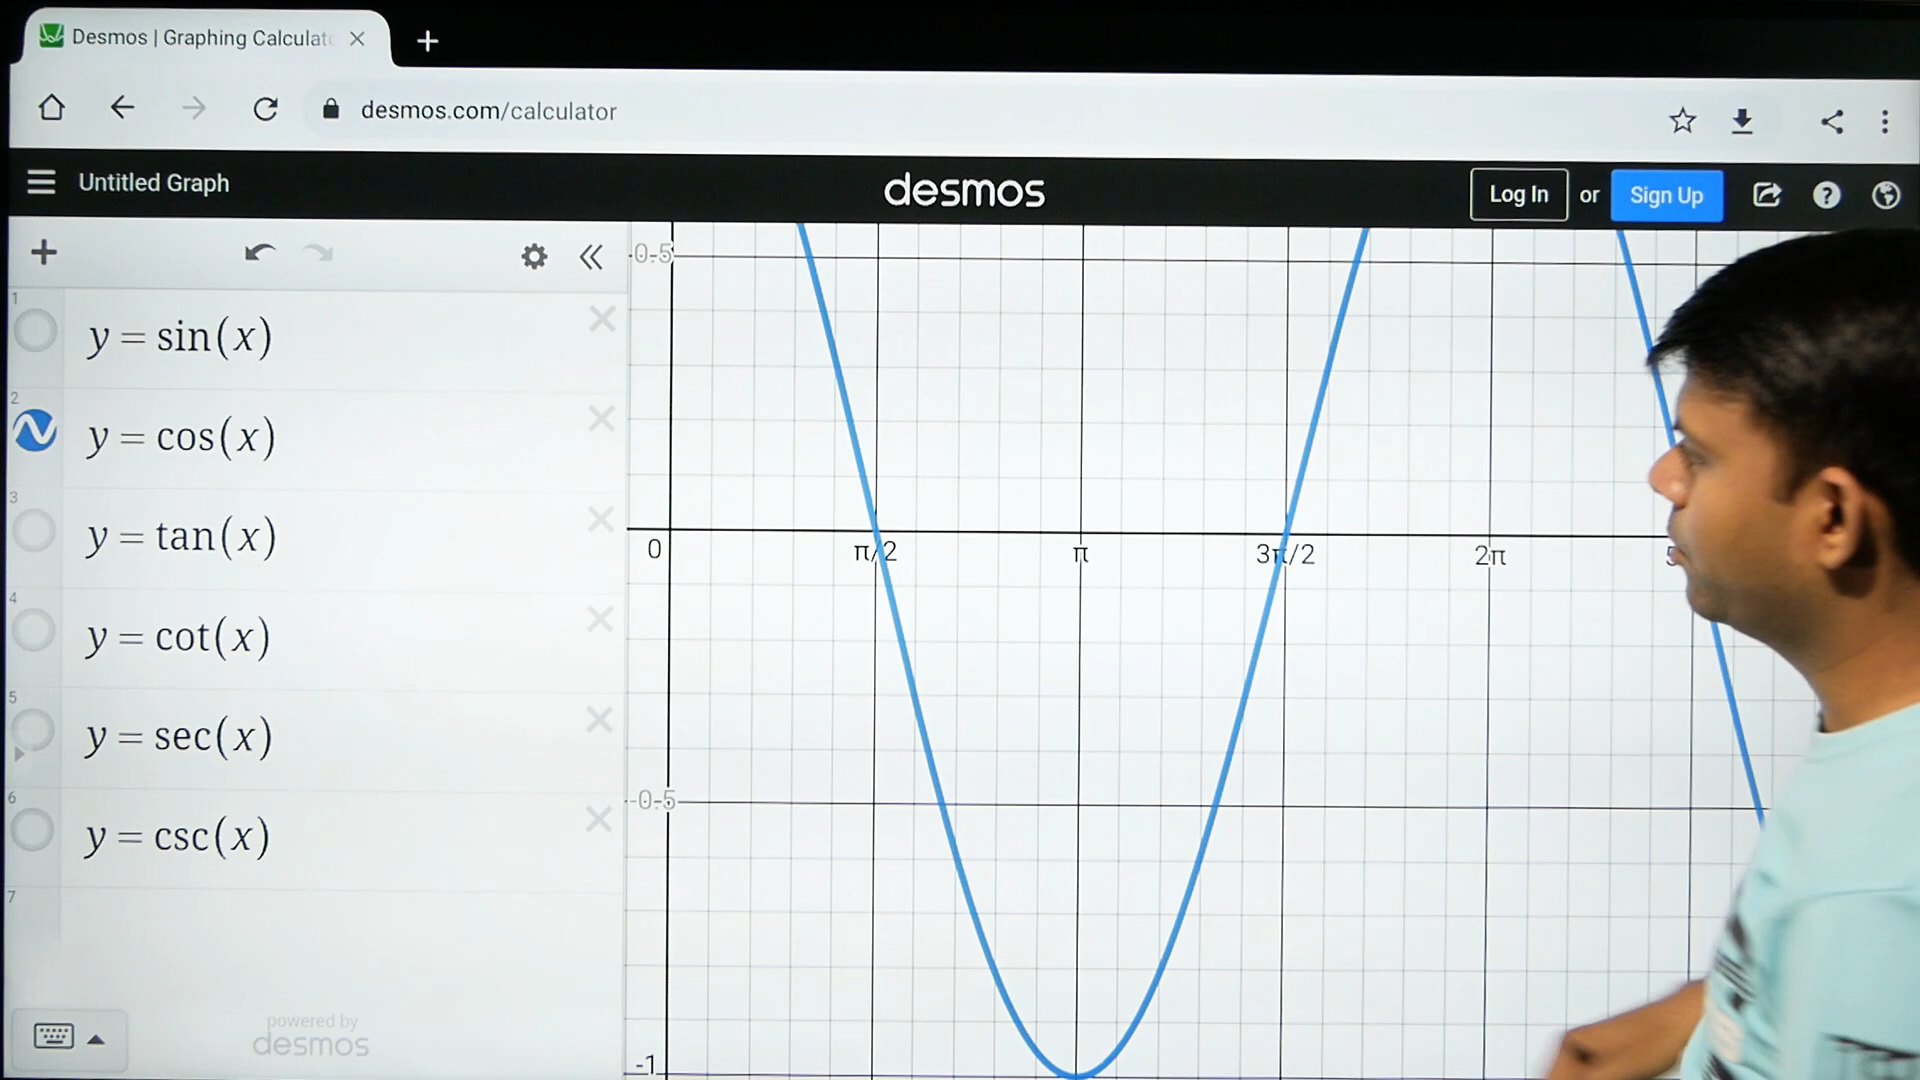 Desmos | Graphing Calculat
desmos.com/calculator
Untitled Graph
desmos
Log In or Sign Up
1
y = sin(x)
2
y = cos(x)
3
y = tan(x)
4
y = cot(x)
5
y = sec(x)
6
y = csc(x)
7
powered by
desmos
0.5
0 π/2 π 3π/2 2π 5
-0.5
-1